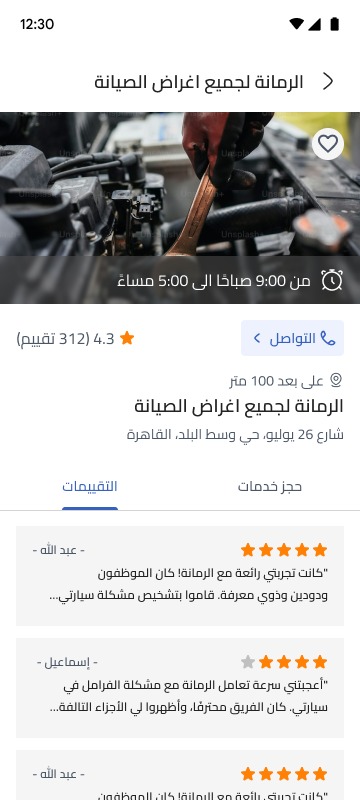 12:30
الرمانة لجميع اغراض الصيانة
Unsplash+
من 9:00 صباحًا الى 5:00 مساءً
التواصل
4.3 (312 تقييم)
على بعد 100 متر
الرمانة لجميع اغراض الصيانة
شارع 26 يوليو، حي وسط البلد، القاهرة
حجز خدمات
التقييمات
- عبد الله -
"كانت تجربتي رائعة مع الرمانة! كان الموظفون
ودودين وذوي معرفة. قاموا بتشخيص مشكلة سيارتي...
- إسماعيل -
"أعجبتني سرعة تعامل الرمانة مع مشكلة الفرامل في
سيارتي. كان الفريق محترفًا، وأظهروا لي الأجزاء التالفة...
- عبد الله -
"كانت تجربتي رائعة مع الرمانة! كان الموظفون